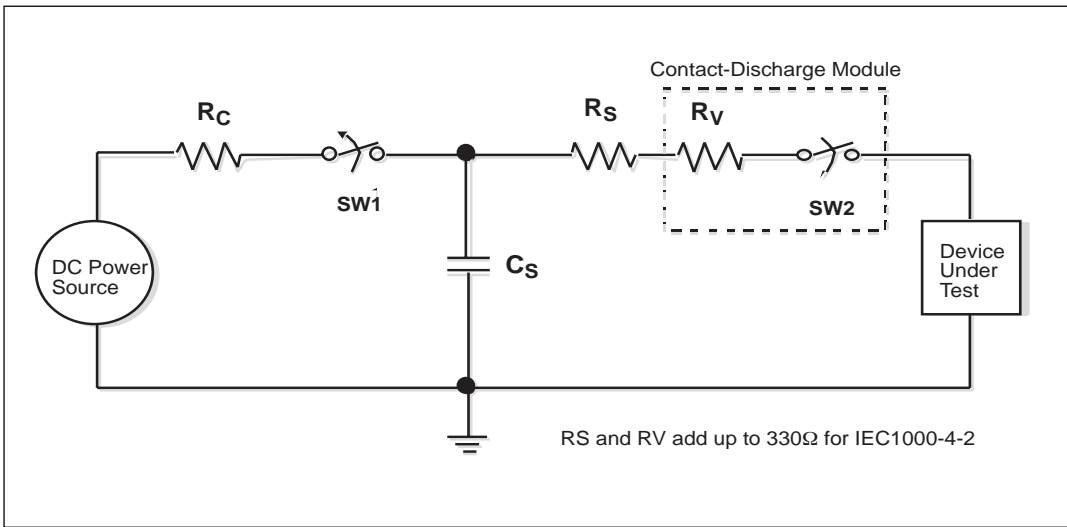 Contact-Discharge Module
RC
RS
RV
SW1
SW2
CS
DC Power
Source
Device
Under
Test
RS and RV add up to 330Ω for IEC1000-4-2